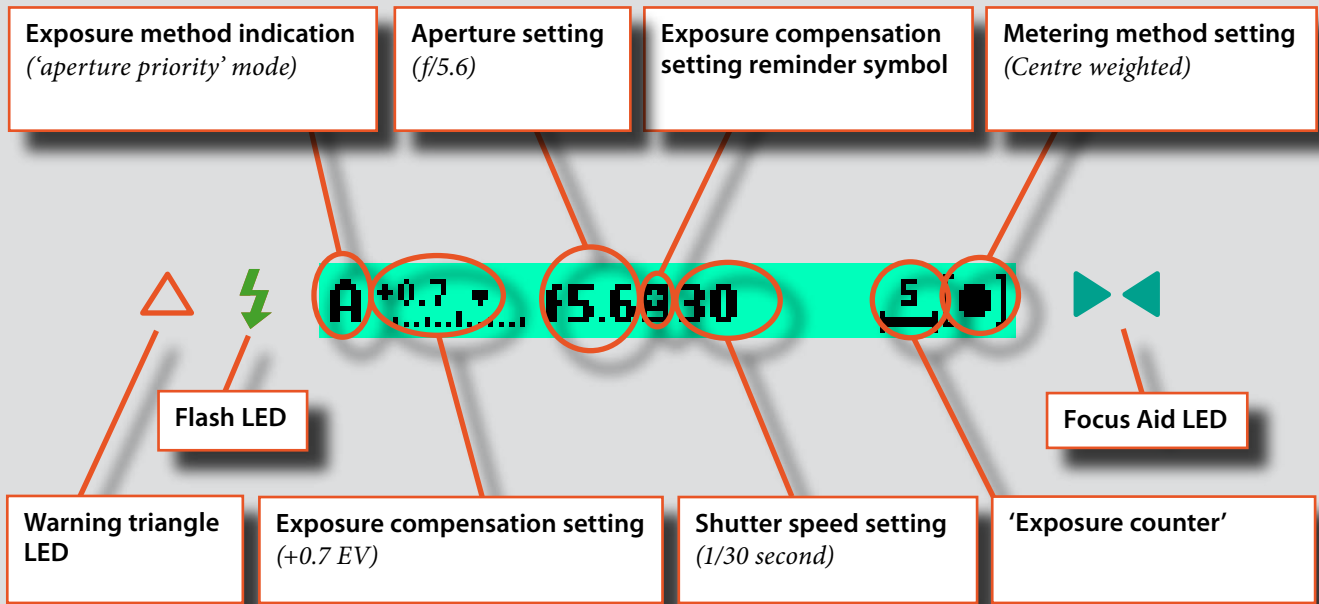 Exposure method indication
(‘aperture priority’ mode)
Aperture setting
(f/5.6)
Exposure compensation
setting reminder symbol
Metering method setting
(Centre weighted)
A +0.7 f5.6 30 5
Flash LED
Focus Aid LED
Warning triangle
LED
Exposure compensation setting
(+0.7 EV)
Shutter speed setting
(1/30 second)
‘Exposure counter’